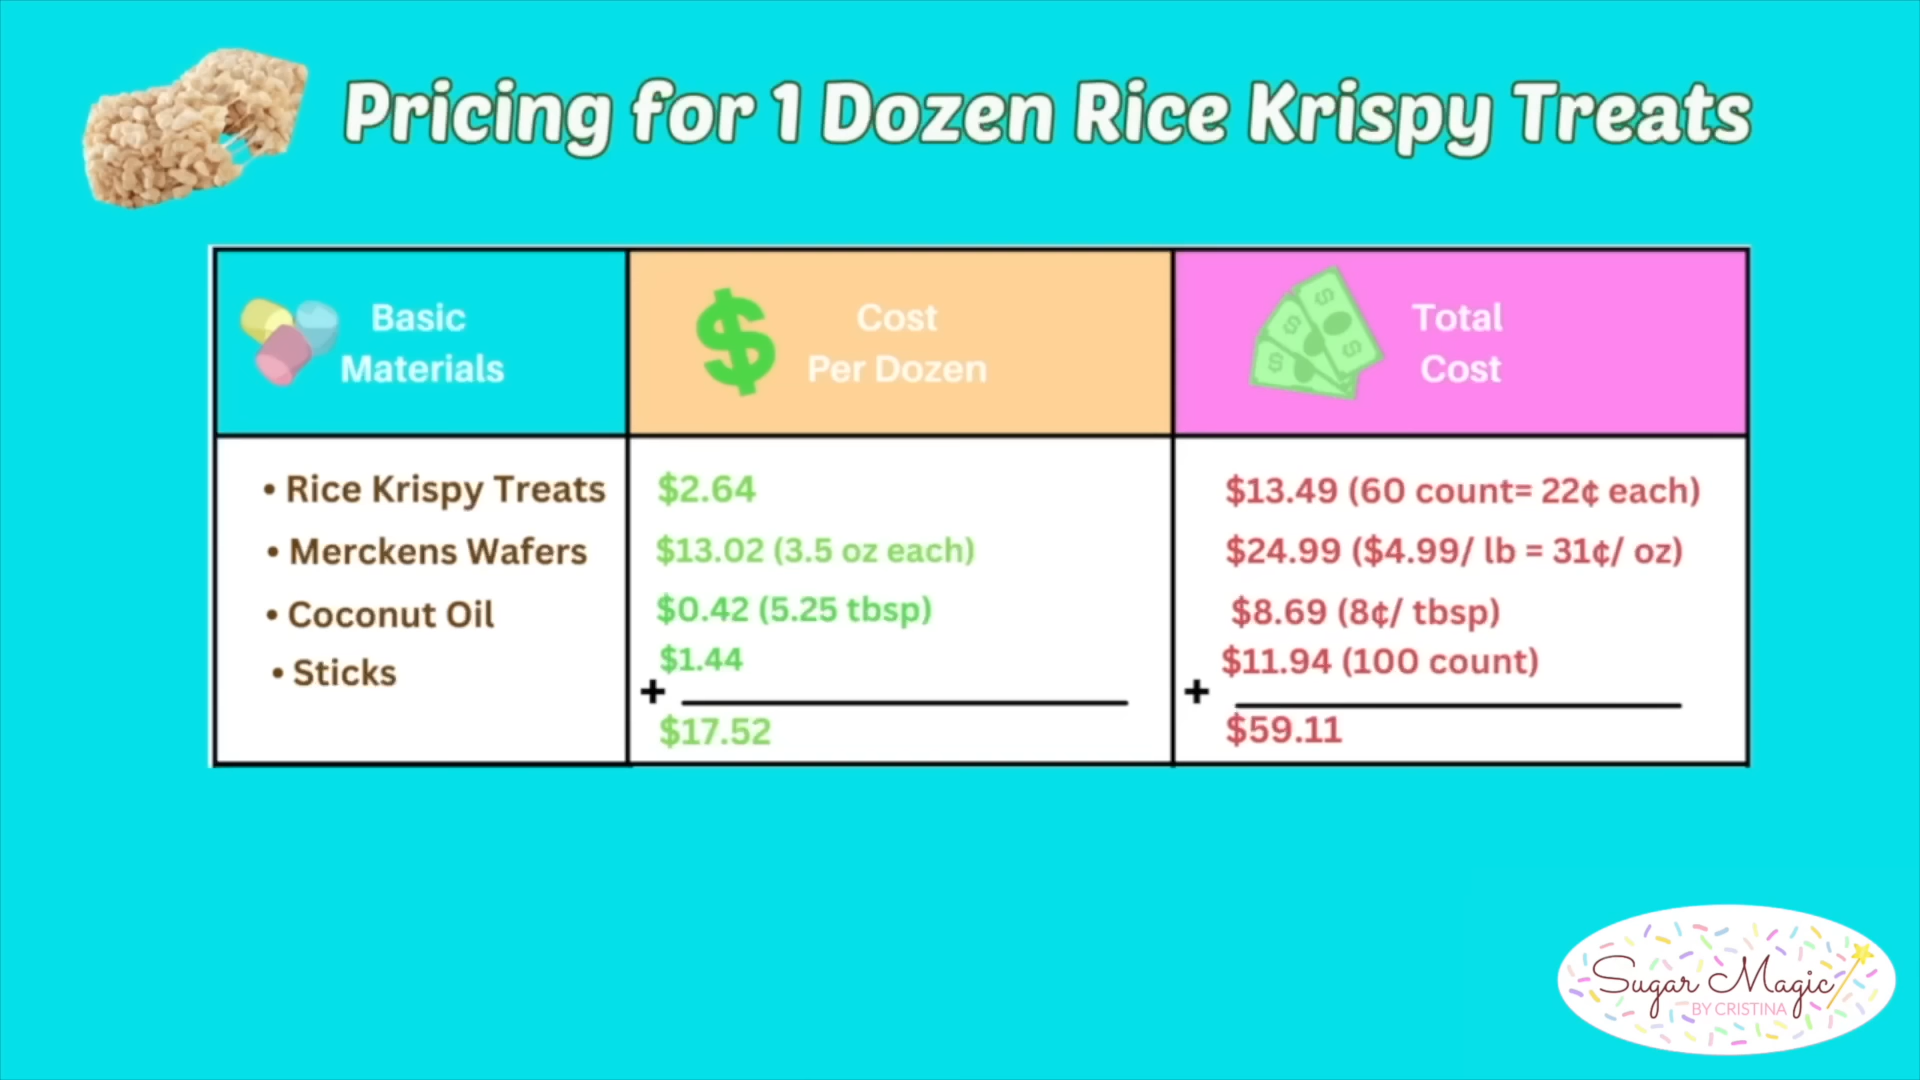 Pricing for 1 Dozen Rice Krispy Treats
Basic
Materials
Cost
Per Dozen
Total
Cost
• Rice Krispy Treats
$2.64
$13.49 (60 count= 22¢ each)
• Merckens Wafers
$13.02 (3.5 oz each)
$24.99 ($4.99/ lb = 31¢/ oz)
• Coconut Oil
$0.42 (5.25 tbsp)
$8.69 (8¢/ tbsp)
• Sticks
$1.44
$11.94 (100 count)
+
+
$17.52
$59.11
Sugar Magic
BY CRISTINA